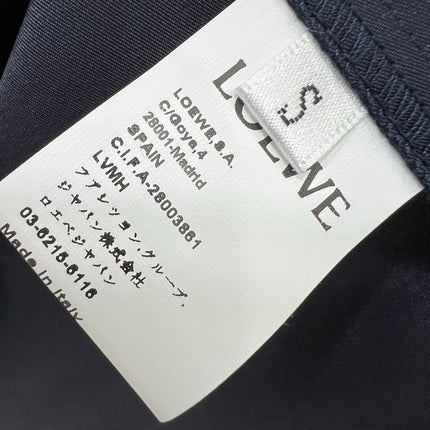 S
LOEWE
LOEWE S.A.
C/Goya,4
28001-Madrid
SPAIN
C.I.F.A-28003861
LVMH
ファッション.グループ.
ジャパン株式会社
ロエベジャパン
03-6215-6116
Made in Italy